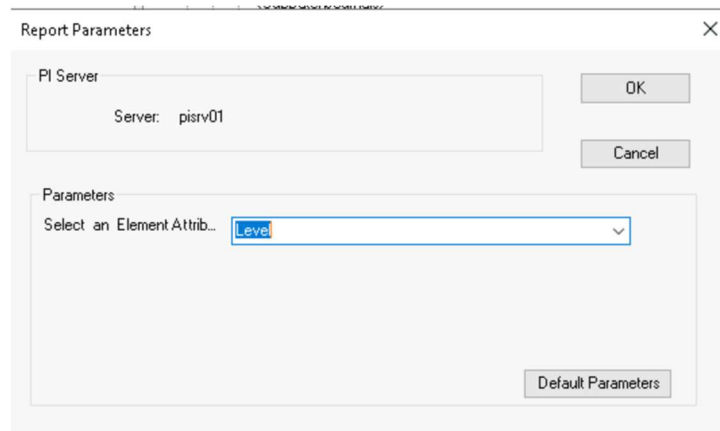 Report Parameters
PI Server
OK
Server: pisrv01
Cancel
Parameters
Select an Element Attrib...
Level
Default Parameters